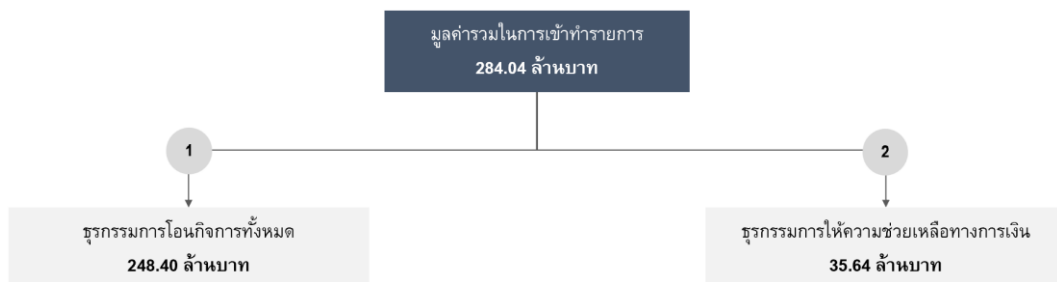 มูลค่ารวมในการเข้าทำรายการ
284.04 ล้านบาท
1
2
ธุรกรรมการโอนกิจการทั้งหมด
248.40 ล้านบาท
ธุรกรรมการให้ความช่วยเหลือทางการเงิน
35.64 ล้านบาท